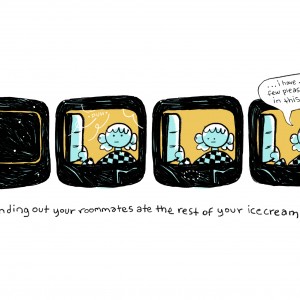 ...i have
few pleas
in this
nding out your roommates ate the rest of your icecream